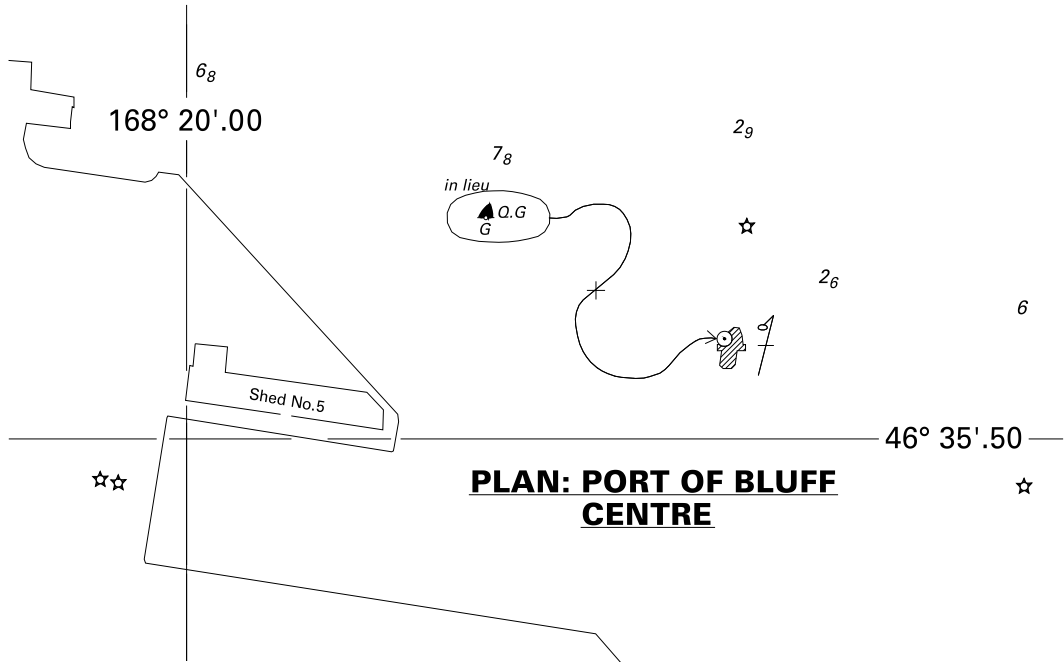 6₈
168° 20'.00
2₉
7₈
in lieu
Q.G
G
2₆
6
Shed No.5
46° 35'.50
PLAN: PORT OF BLUFF
CENTRE